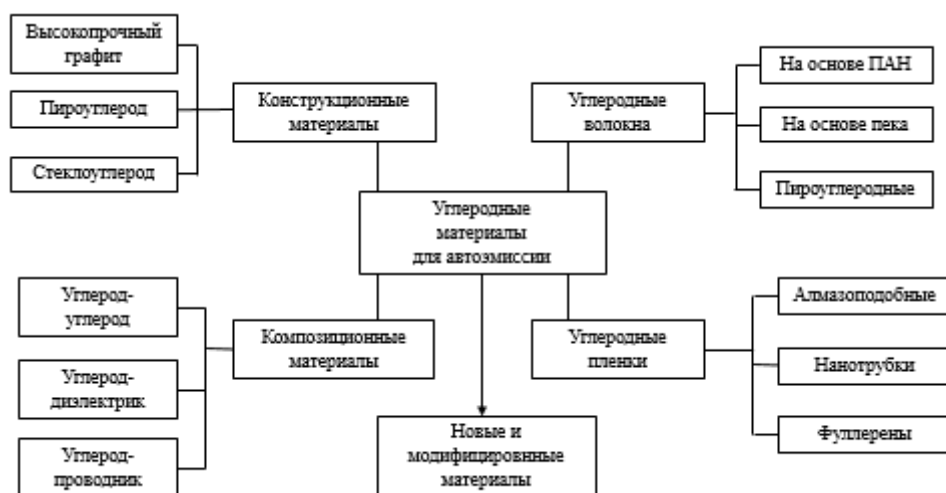 Высокопрочный
графит
Пироуглерод
Стеклоуглерод
Конструкционные
материалы
Углеродные
волокна
На основе ПАН
На основе пека
Пироуглеродные
Углеродные
материалы
для автоэмиссии
Углерод-
углерод
Углерод-
диэлектрик
Углерод-
проводник
Композиционные
материалы
Углеродные
пленки
Алмазоподобные
Нанотрубки
Фуллерены
Новые и
модифицировнные
материалы